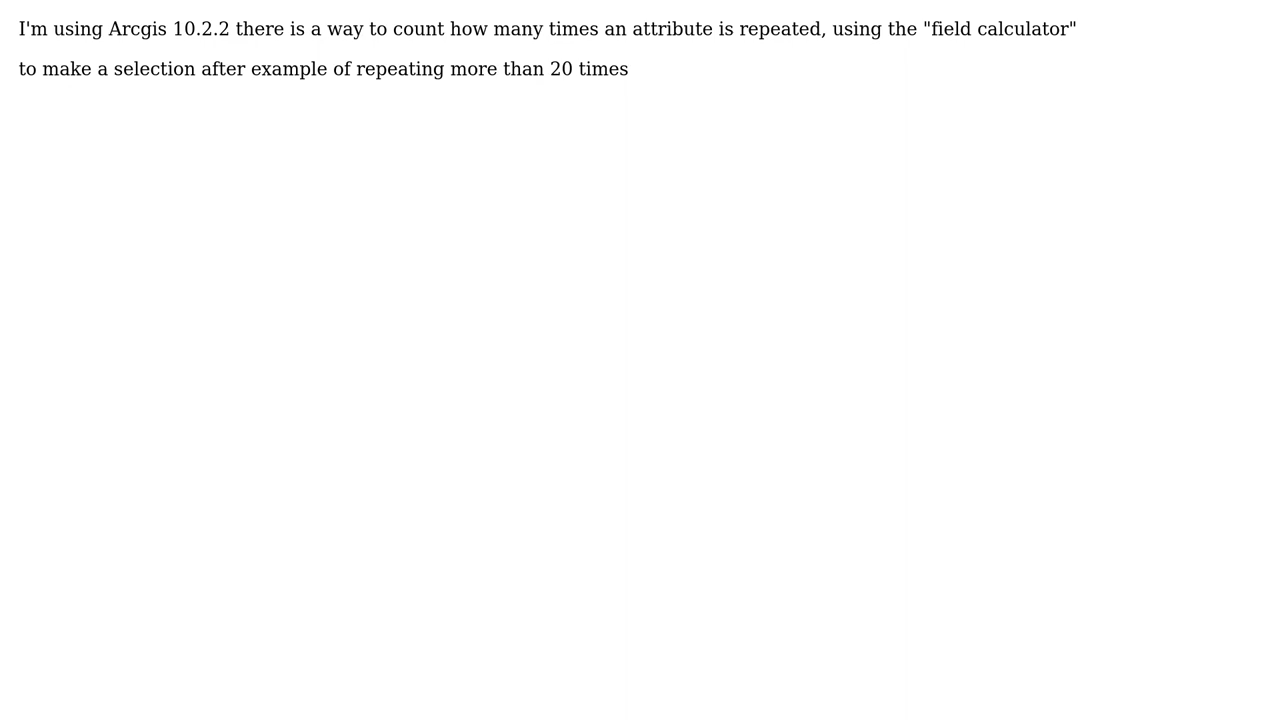 I'm using Arcgis 10.2.2 there is a way to count how many times an attribute is repeated, using the "field calculator"
to make a selection after example of repeating more than 20 times